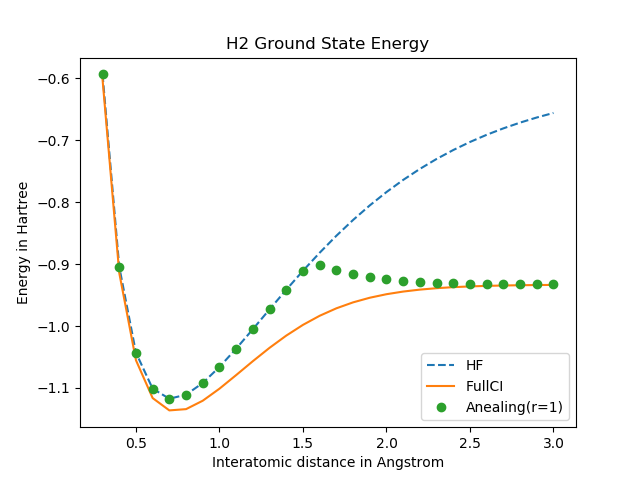 H2 Ground State Energy
Energy in Hartree
−0.6
−0.7
−0.8
−0.9
−1.0
−1.1
HF
FullCI
Anealing(r=1)
0.5 1.0 1.5 2.0 2.5 3.0
Interatomic distance in Angstrom